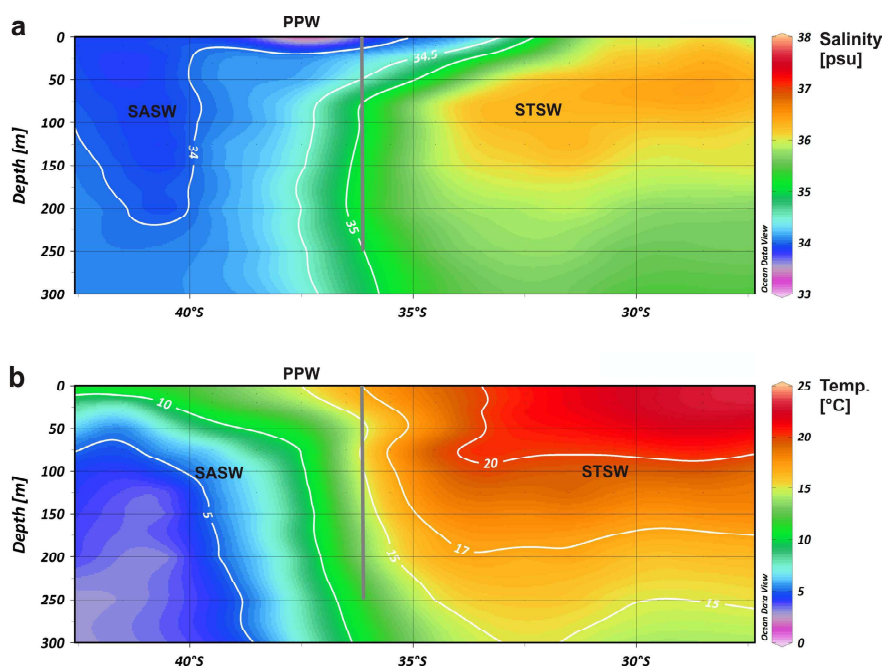 a
PPW
0
50
100
150
200
250
300
Depth [m]
SASW
STSW
34
34.5
35
40°S
35°S
30°S
Ocean Data View
38
37
36
35
34
33
Salinity
[psu]
b
PPW
0
50
100
150
200
250
300
Depth [m]
10
SASW
STSW
5
20
17
15
15
40°S
35°S
30°S
Ocean Data View
25
20
15
10
5
0
Temp.
[°C]